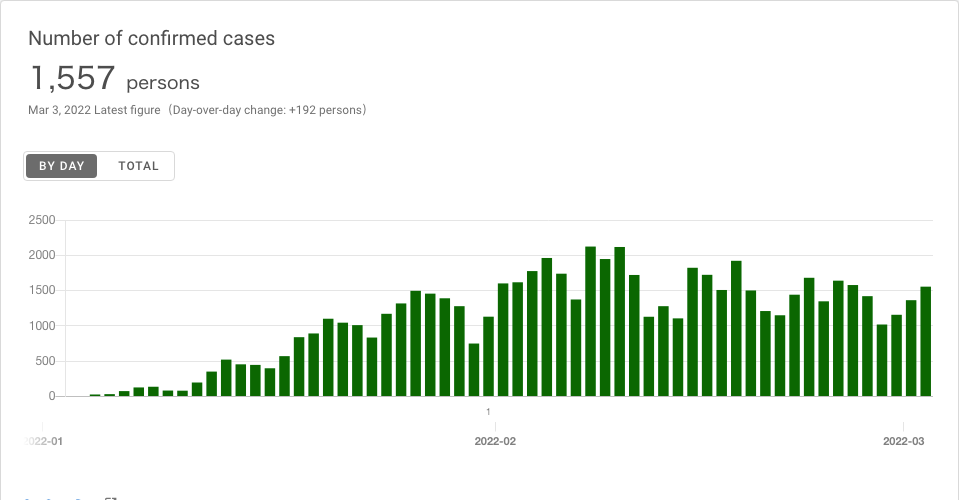 Number of confirmed cases
1,557 persons
Mar 3, 2022 Latest figure (Day-over-day change: +192 persons)
BY DAY TOTAL
2500
2000
1500
1000
500
0
1
022-01 2022-02 2022-03